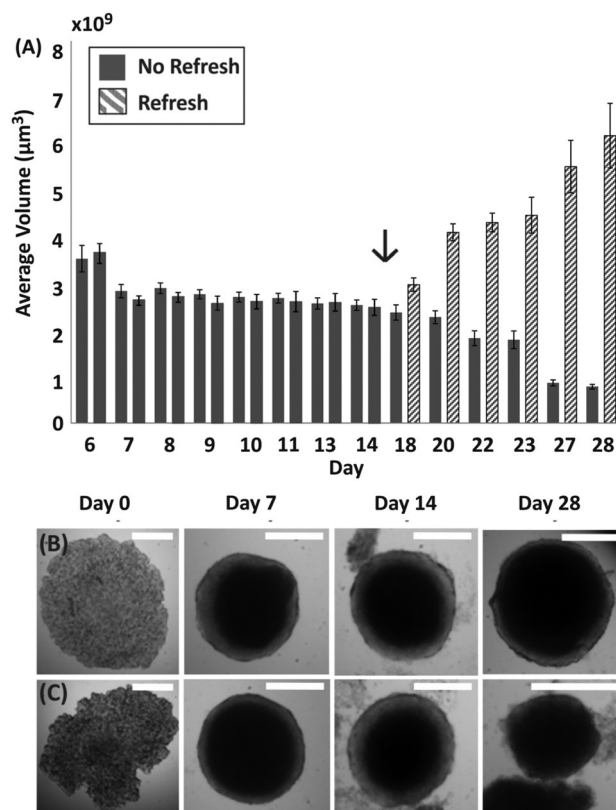 x10⁹
(A)
8
7
6
5
4
3
2
1
0
Average Volume (µm³)
No Refresh
Refresh
6 7 8 9 10 11 13 14 18 20 22 23 27 28
Day
Day 0 Day 7 Day 14 Day 28
(B)
(C)